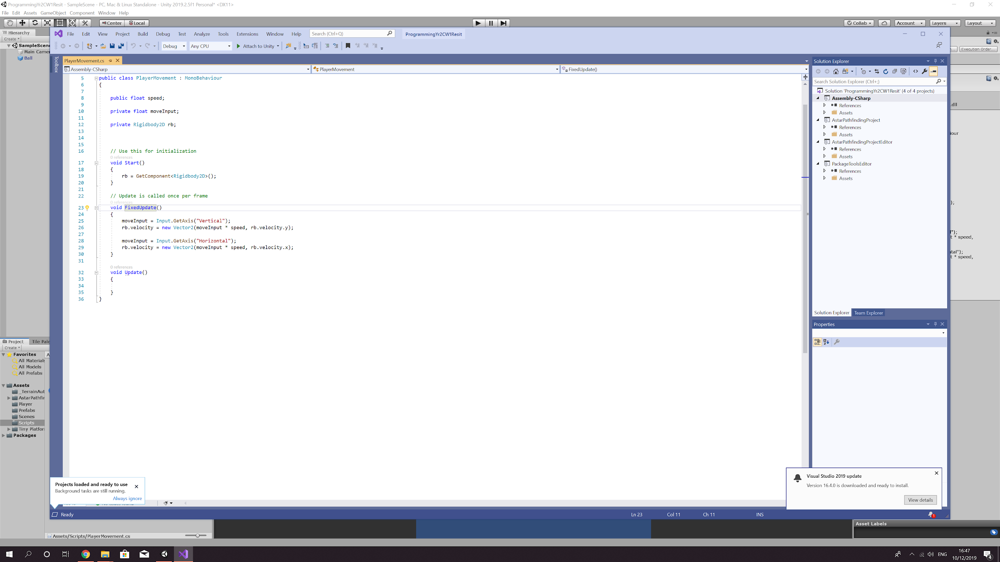 ProgrammingYr2CW1Resit - SampleScene - PC, Mac & Linux Standalone - Unity 2019.2.5f1 Personal* <DX11>
File Edit Assets GameObject Component Window Help
Center Local
Collab Account Layers Layout
Hierarchy
Create
SampleScene
Main Camer
Ball
File Edit View Project Build Debug Test Analyze Tools Extensions Window Help Search (Ctrl+Q) ProgrammingYr2CW1Resit
Debug Any CPU Attach to Unity
Execution Order...
Toolbox
PlayerMovement.cs
Assembly-CSharp PlayerMovement FixedUpdate()
5 public class PlayerMovement : MonoBehaviour
6 {
7
8 public float speed;
9
10 private float moveInput;
11
12 private Rigidbody2D rb;
13
14
15
16 // Use this for initialization
0 references
17 void Start()
18 {
19 rb = GetComponent<Rigidbody2D>();
20 }
21
22 // Update is called once per frame
0 references
23 void FixedUpdate()
24 {
25 moveInput = Input.GetAxis("Vertical");
26 rb.velocity = new Vector2(moveInput * speed, rb.velocity.y);
27
28 moveInput = Input.GetAxis("Horizontal");
29 rb.velocity = new Vector2(moveInput * speed, rb.velocity.x);
30 }
31
0 references
32 void Update()
33 {
34
35 }
36 }
Solution Explorer
Search Solution Explorer (Ctrl+;)
Solution 'ProgrammingYr2CW1Resit' (4 of 4 projects)
Assembly-CSharp
References
Assets
AstarPathfindingProject
References
Assets
AstarPathfindingProjectEditor
References
Assets
PackageToolsEditor
References
Assets
Solution Explorer Team Explorer
Properties
.dll
iour
);
");
t * speed,
ntal");
t * speed,
Project Tile Pale
Create
Favorites
All Materials
All Models
All Prefabs
Assets
_TerrainAut
AstarPathfin
Player
Prefabs
Scenes
Scripts
Tiny Platfor
Packages
Projects loaded and ready to use
Background tasks are still running.
Always ignore
Visual Studio 2019 update
Version 16.4.0 is downloaded and ready to install.
View details
Ready Ln 23 Col 11 Ch 11 INS 1
Asset Labels
Assets/Scripts/PlayerMovement.cs
ENG
16:47
10/12/2019
4